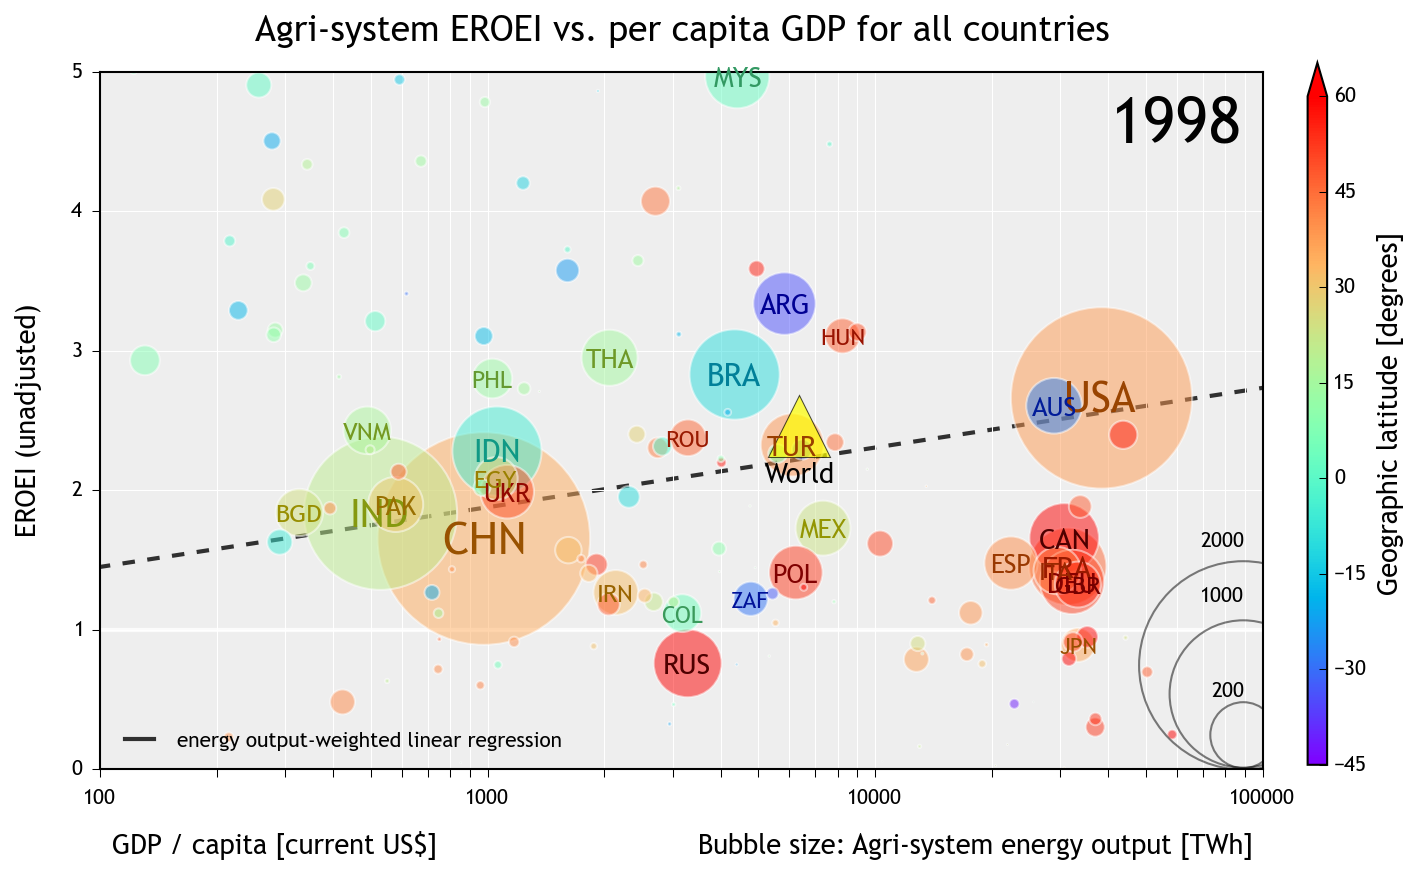 Agri-system EROEI vs. per capita GDP for all countries
1998
EROEI (unadjusted)
5
4
3
2
1
0
MYS
ARG
HUN
THA
BRA
PHL
USA
AUS
VNM
IDN
ROU
TUR
World
EGY
UKR
BGD
IND
PAK
CHN
MEX
CAN
ESP
FRA
ITA
DEU
GBR
POL
IRN
ZAF
COL
RUS
JPN
2000
1000
200
energy output-weighted linear regression
100
1000
10000
100000
GDP / capita [current US$]
Bubble size: Agri-system energy output [TWh]
60
45
30
15
0
−15
−30
−45
Geographic latitude [degrees]